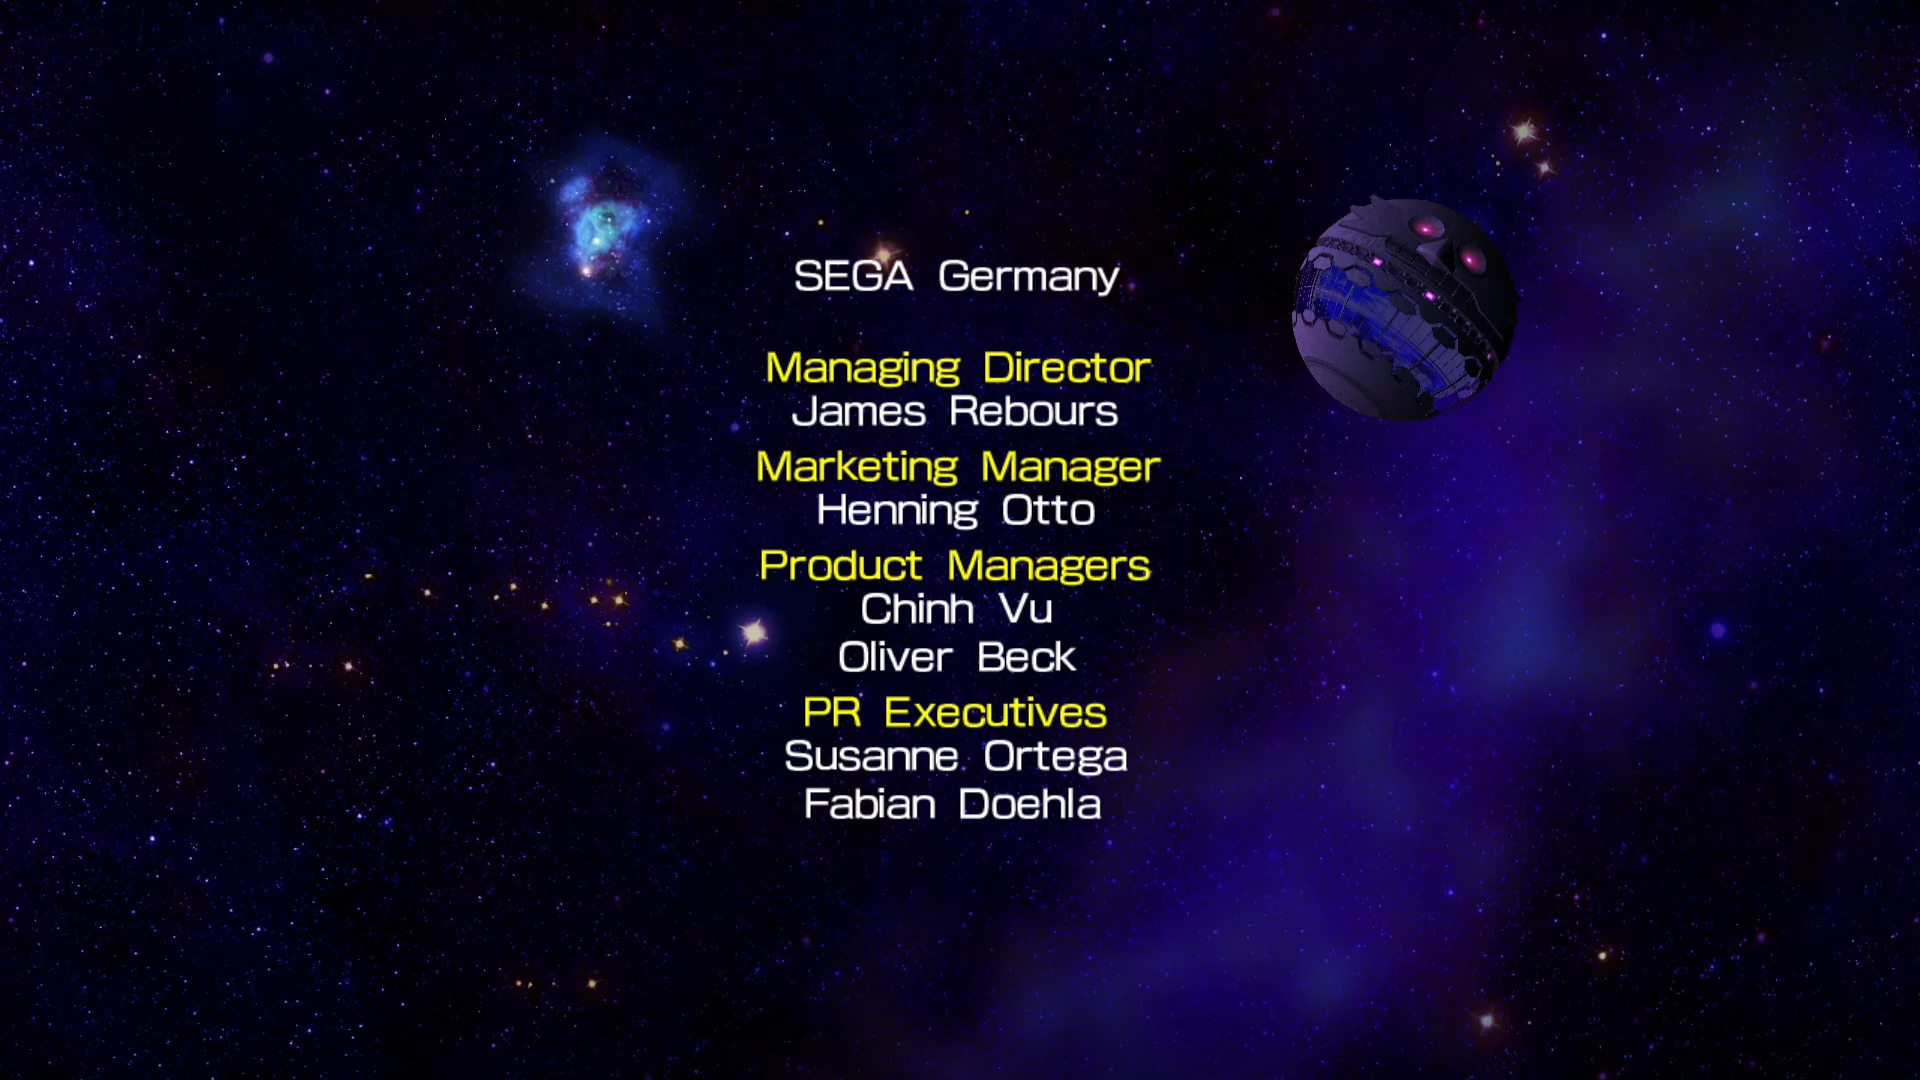 SEGA Germany
Managing Director
James Rebours
Marketing Manager
Henning Otto
Product Managers
Chinh Vu
Oliver Beck
PR Executives
Susanne Ortega
Fabian Doehla